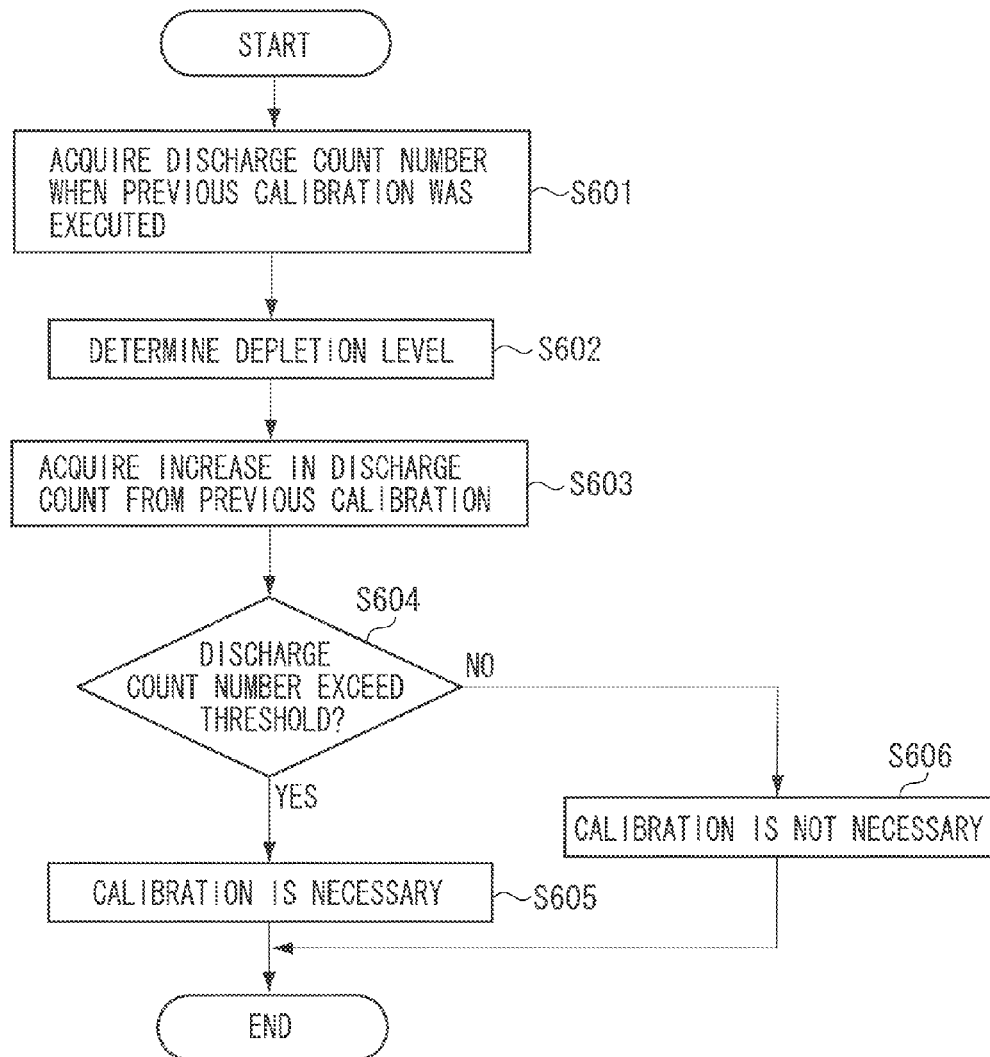 START
ACQUIRE DISCHARGE COUNT NUMBER
WHEN PREVIOUS CALIBRATION WAS
EXECUTED
S601
DETERMINE DEPLETION LEVEL
S602
ACQUIRE INCREASE IN DISCHARGE
COUNT FROM PREVIOUS CALIBRATION
S603
S604
DISCHARGE
COUNT NUMBER EXCEED
THRESHOLD?
NO
YES
S606
CALIBRATION IS NOT NECESSARY
CALIBRATION IS NECESSARY
S605
END